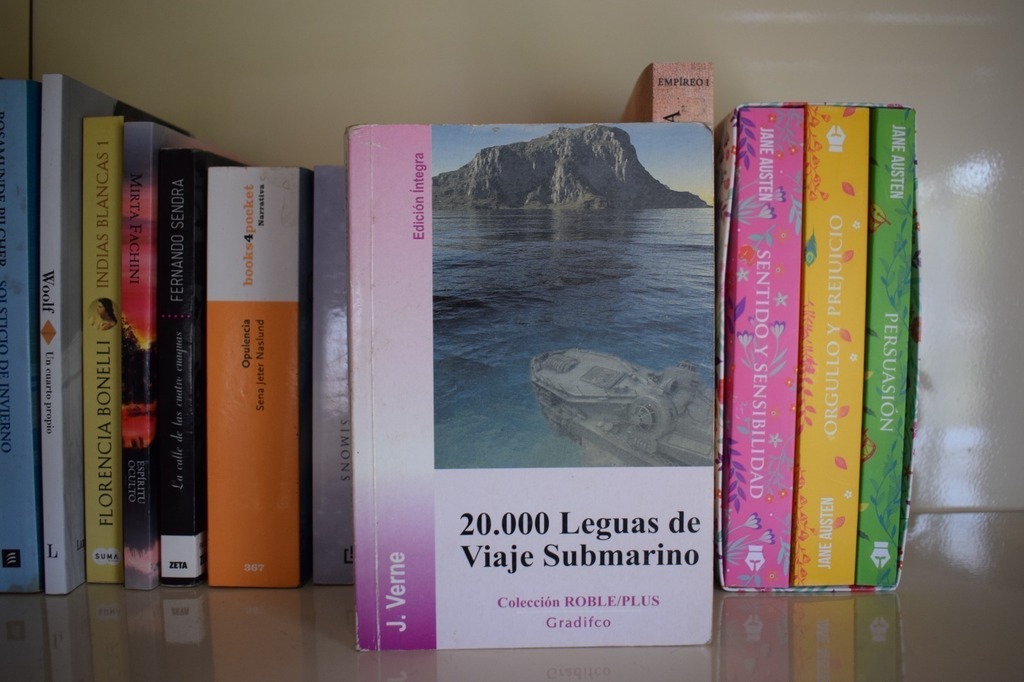 ROSAMUNDE PILCHER SOLSTICIO DE INVIERNO
Woolf Un cuarto propio
L
FLORENCIA BONELLI INDIAS BLANCAS 1
SUMA
MIRTA FACHINI
ESPÍRITU
OCULTO
FERNANDO SENDRA
La calle de las cuatro enaguas
ZETA
books4pocket
Narrativa
Opulencia
Sena Jeter Naslund
367
SIMONS
Edición Íntegra
20.000 Leguas de
Viaje Submarino
Colección ROBLE/PLUS
Gradifco
J. Verne
EMPÍREO I
A
JANE AUSTEN SENTIDO Y SENSIBILIDAD
ORGULLO Y PREJUICIO JANE AUSTEN
JANE AUSTEN PERSUASIÓN